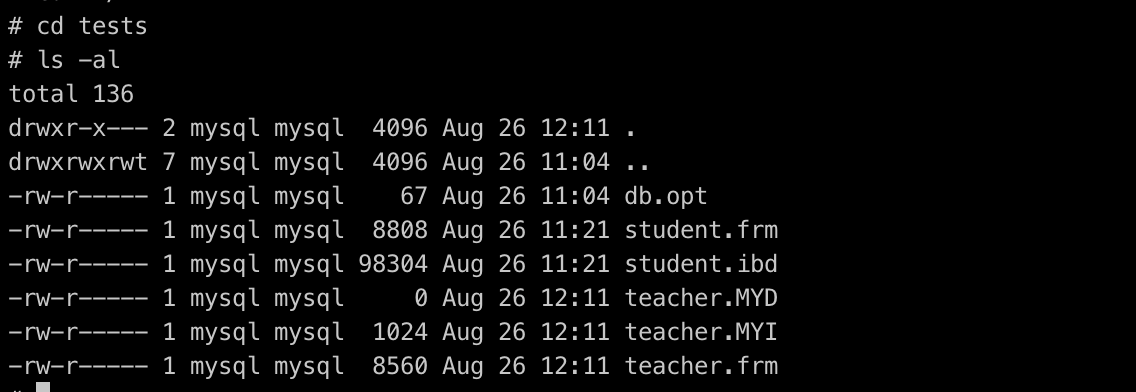 # cd tests
# ls -al
total 136
drwxr-x--- 2 mysql mysql  4096 Aug 26 12:11 .
drwxrwxrwt 7 mysql mysql  4096 Aug 26 11:04 ..
-rw-r----- 1 mysql mysql    67 Aug 26 11:04 db.opt
-rw-r----- 1 mysql mysql  8808 Aug 26 11:21 student.frm
-rw-r----- 1 mysql mysql 98304 Aug 26 11:21 student.ibd
-rw-r----- 1 mysql mysql     0 Aug 26 12:11 teacher.MYD
-rw-r----- 1 mysql mysql  1024 Aug 26 12:11 teacher.MYI
-rw-r----- 1 mysql mysql  8560 Aug 26 12:11 teacher.frm